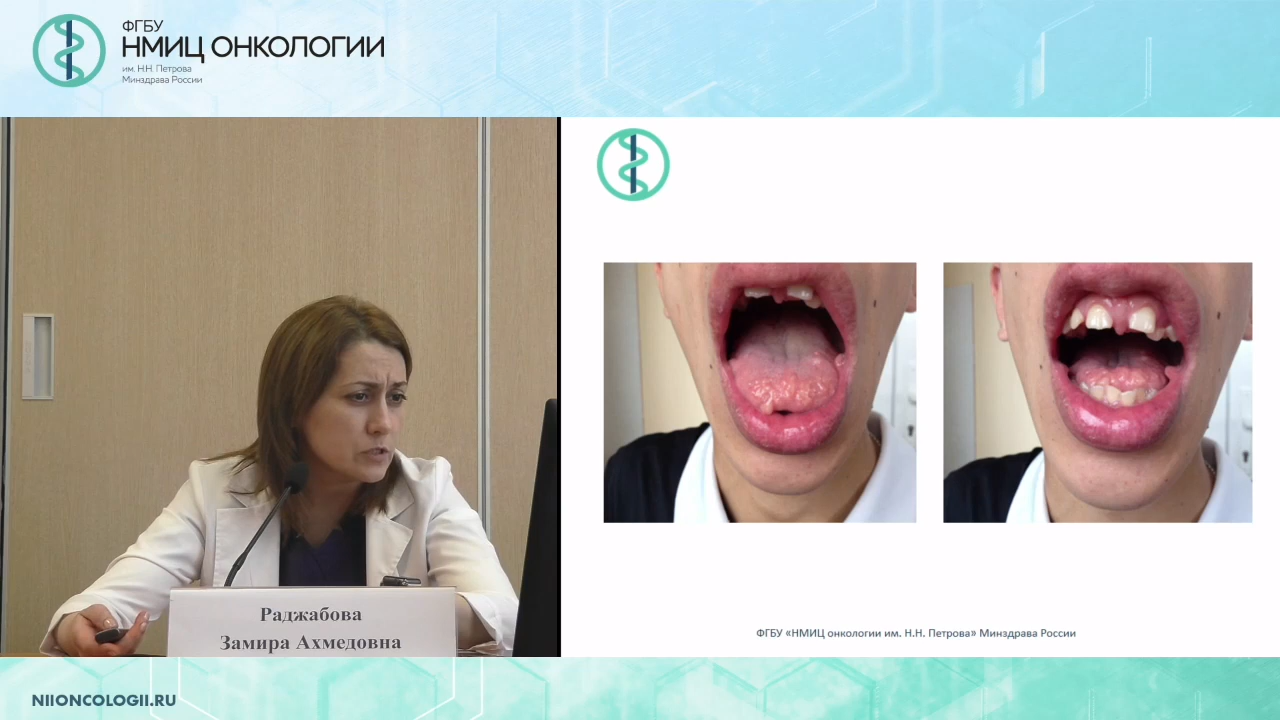 ФГБУ
НМИЦ ОНКОЛОГИИ
им. Н.Н. Петрова
Минздрава России
Раджабова
Замира Ахмедовна
ФГБУ «НМИЦ онкологии им. Н.Н. Петрова» Минздрава России
NIIONCOLOGII.RU